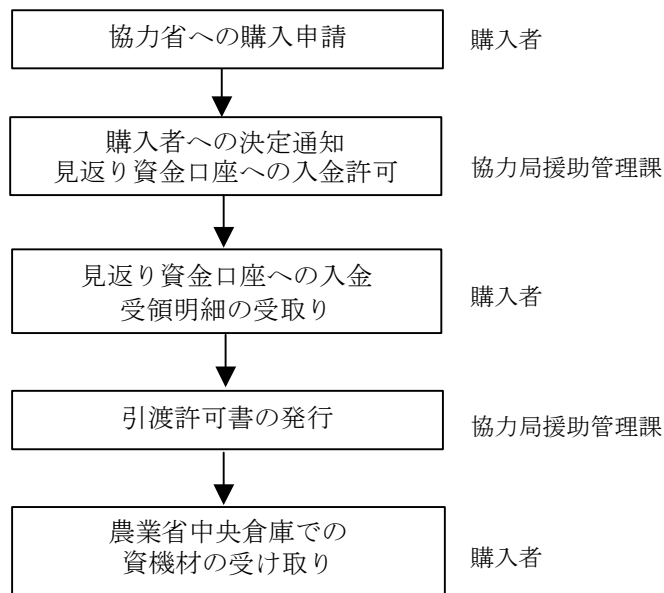 協力省への購入申請
購入者
購入者への決定通知
見返り資金口座への入金許可
協力局援助管理課
見返り資金口座への入金
受領明細の受取り
購入者
引渡許可書の発行
協力局援助管理課
農業省中央倉庫での
資機材の受け取り
購入者